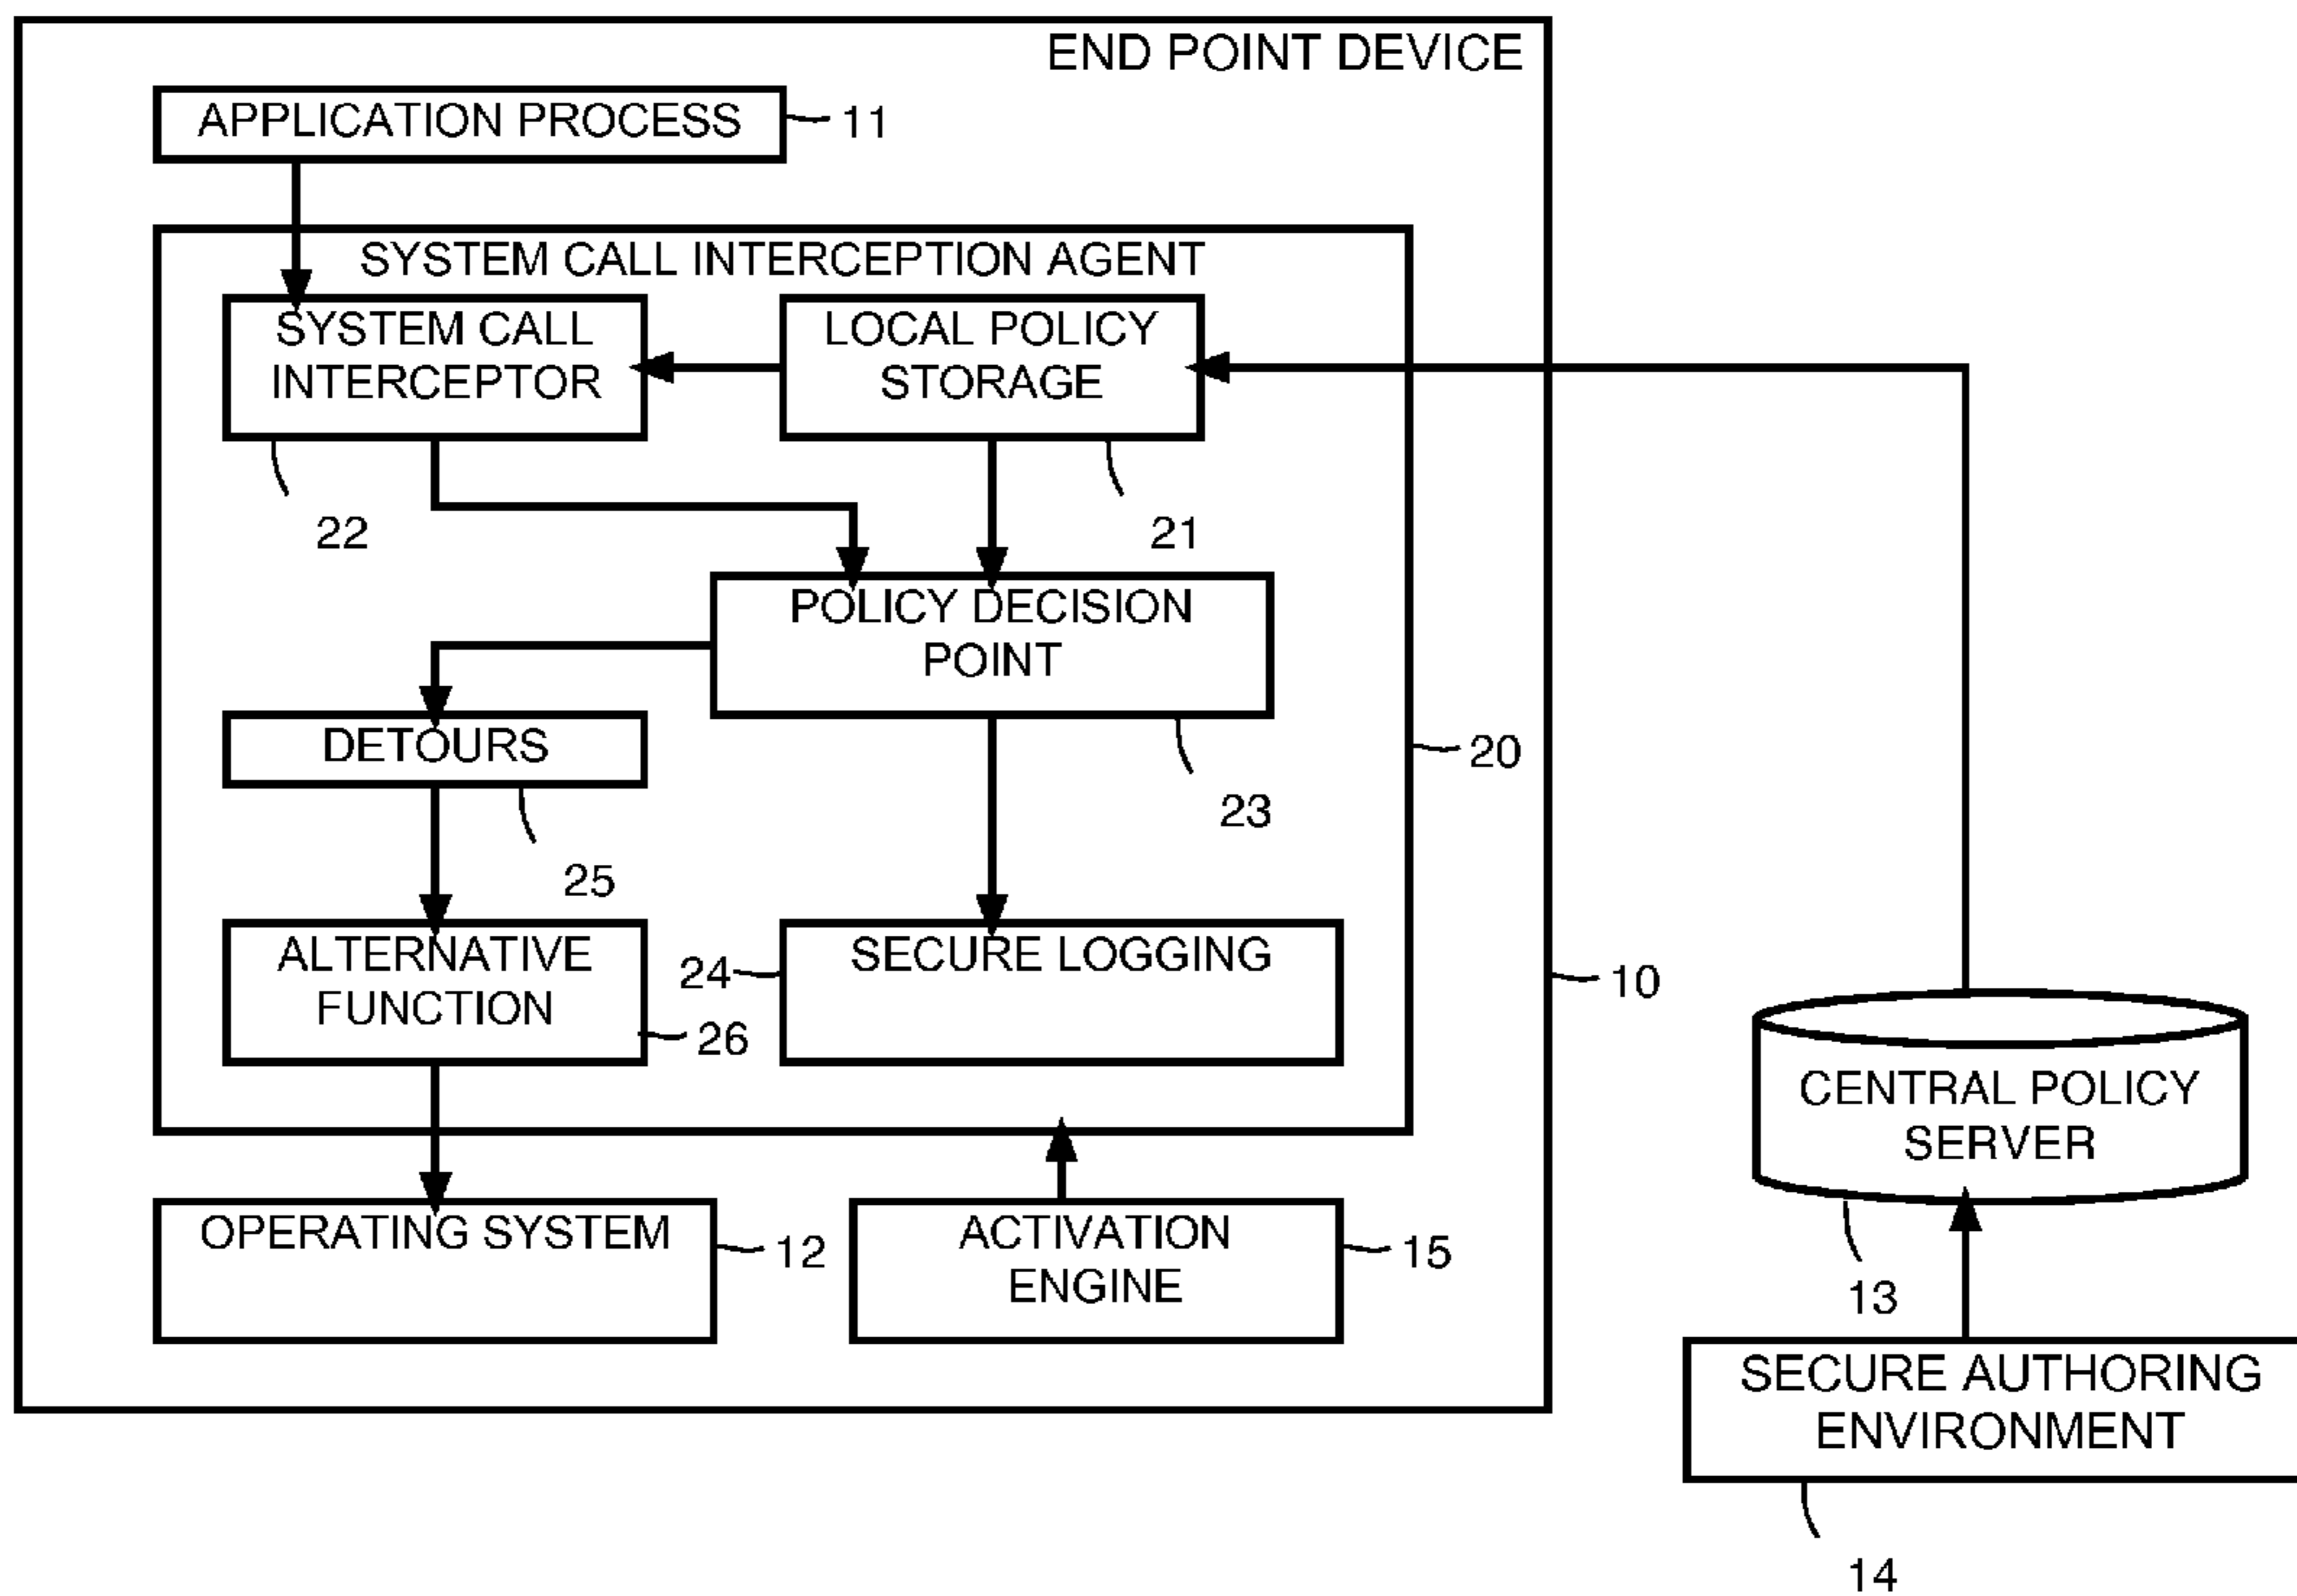 END POINT DEVICE
APPLICATION PROCESS
11
SYSTEM CALL INTERCEPTION AGENT
SYSTEM CALL
INTERCEPTOR
LOCAL POLICY
STORAGE
22
21
POLICY DECISION
POINT
DETOURS
20
23
25
ALTERNATIVE
FUNCTION
26
24
SECURE LOGGING
10
CENTRAL POLICY
SERVER
OPERATING SYSTEM
12
ACTIVATION
ENGINE
15
13
SECURE AUTHORING
ENVIRONMENT
14